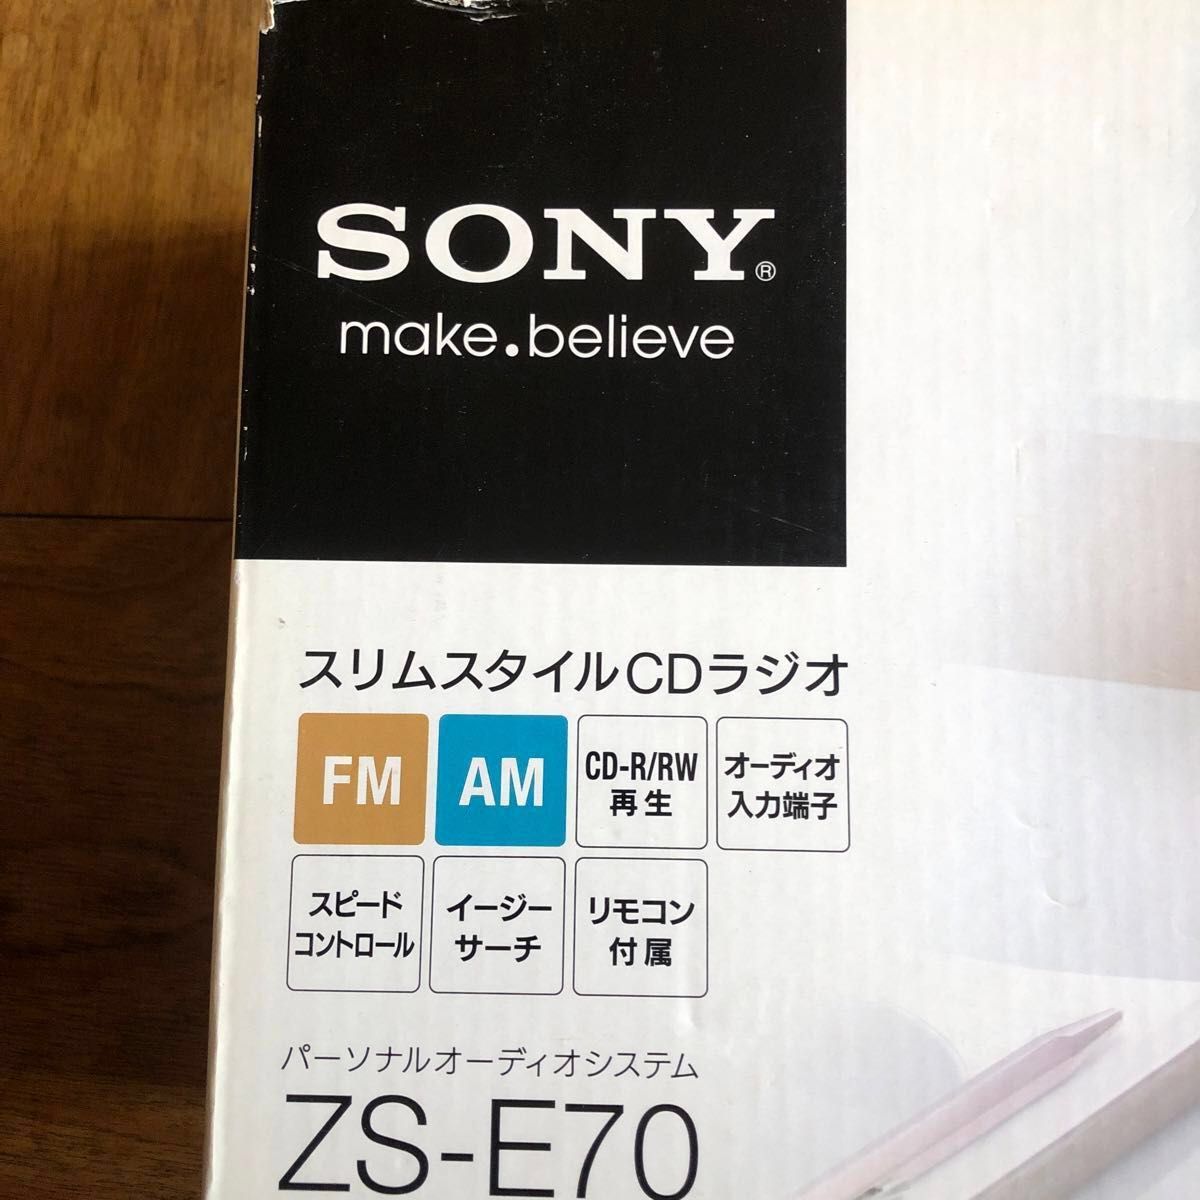 SONY®
make.believe
スリムスタイルCDラジオ
FM
AM
CD-R/RW
再生
オーディオ
入力端子
スピード
コントロール
イージー
サーチ
リモコン
付属
パーソナルオーディオシステム
ZS-E70